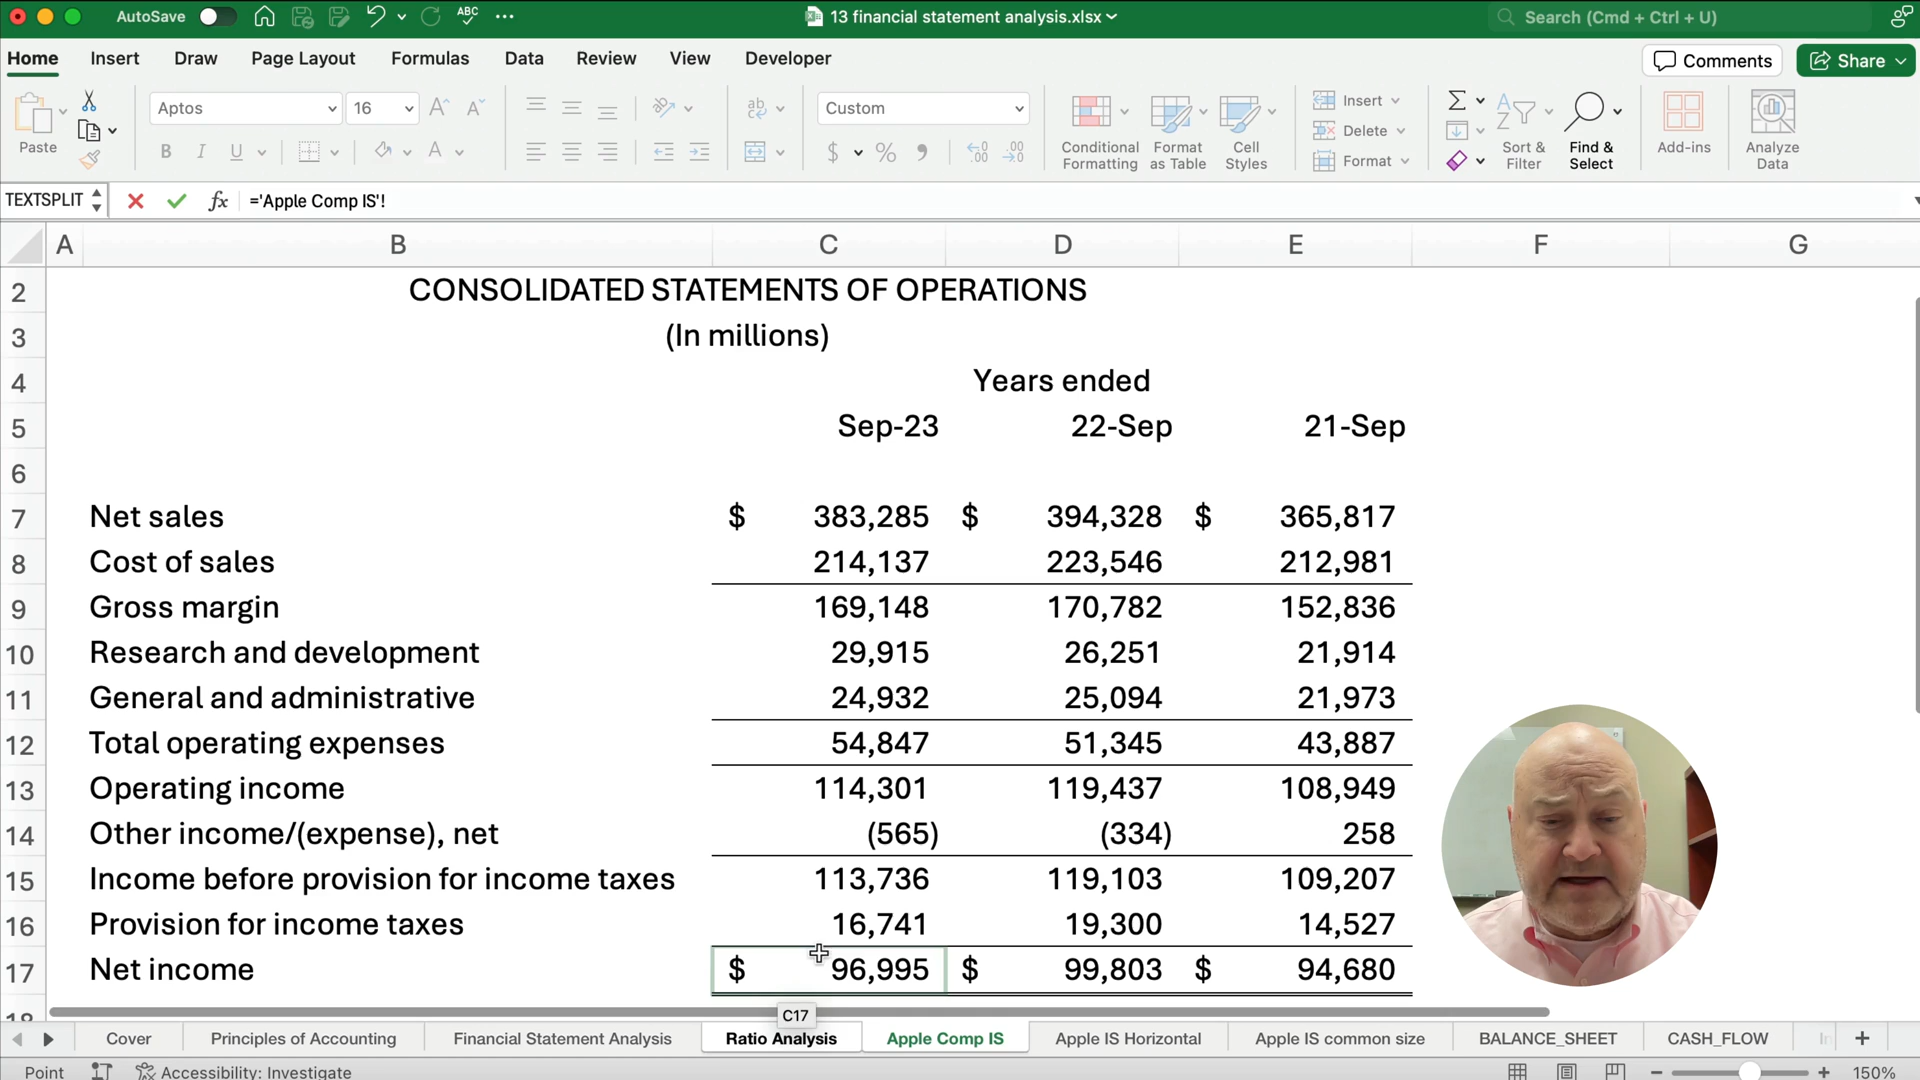 AutoSave
ABC
13 financial statement analysis.xlsx
Search (Cmd + Ctrl + U)
Home Insert Draw Page Layout Formulas Data Review View Developer
Comments Share
Paste
Aptos 16
B I U
ab
Custom
$ % 9
Conditional Formatting
Format as Table
Cell Styles
Insert
Delete
Format
Sort & Filter
Find & Select
Add-ins
Analyze Data
TEXTSPLIT fx ='Apple Comp IS'!
A B C D E F G
2 CONSOLIDATED STATEMENTS OF OPERATIONS
3 (In millions)
4 Years ended
5 Sep-23 22-Sep 21-Sep
6
7 Net sales $ 383,285 $ 394,328 $ 365,817
8 Cost of sales 214,137 223,546 212,981
9 Gross margin 169,148 170,782 152,836
10 Research and development 29,915 26,251 21,914
11 General and administrative 24,932 25,094 21,973
12 Total operating expenses 54,847 51,345 43,887
13 Operating income 114,301 119,437 108,949
14 Other income/(expense), net (565) (334) 258
15 Income before provision for income taxes 113,736 119,103 109,207
16 Provision for income taxes 16,741 19,300 14,527
17 Net income $ 96,995 $ 99,803 $ 94,680
C17
Cover Principles of Accounting Financial Statement Analysis Ratio Analysis Apple Comp IS Apple IS Horizontal Apple IS common size BALANCE_SHEET CASH_FLOW
Point Accessibility: Investigate 150%